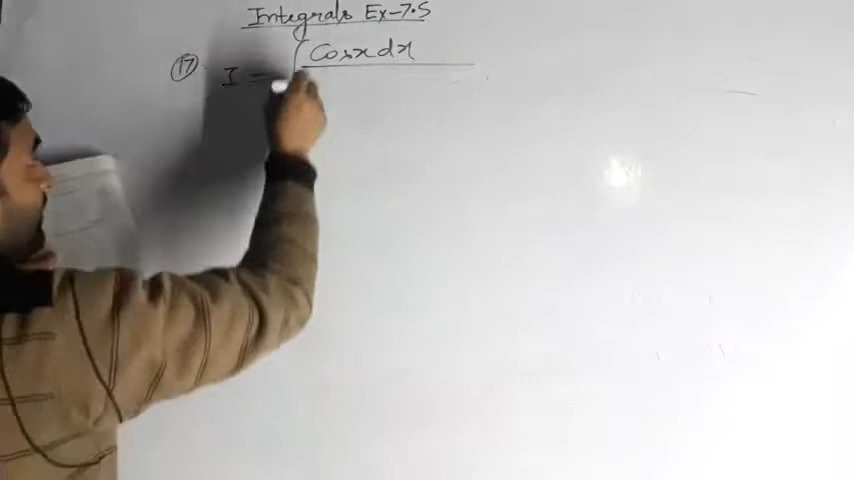 Integrals Ex-7.5
(17) I = ∫ Cosx dx